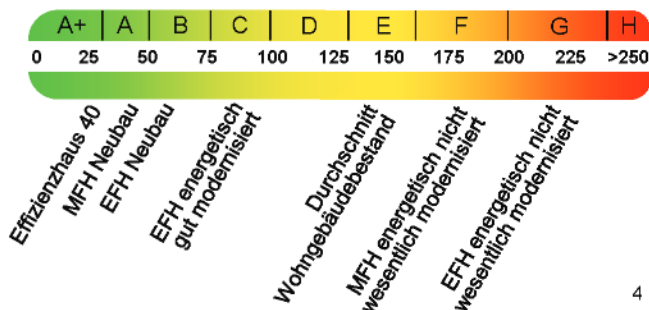 A+ A B C D E F G H
0 25 50 75 100 125 150 175 200 225 >250
Effizienzhaus 40
MFH Neubau
EFH Neubau
EFH energetisch
gut modernisiert
Durchschnitt
Wohngebäudebestand
MFH energetisch nicht
wesentlich modernisiert
EFH energetisch nicht
wesentlich modernisiert
4